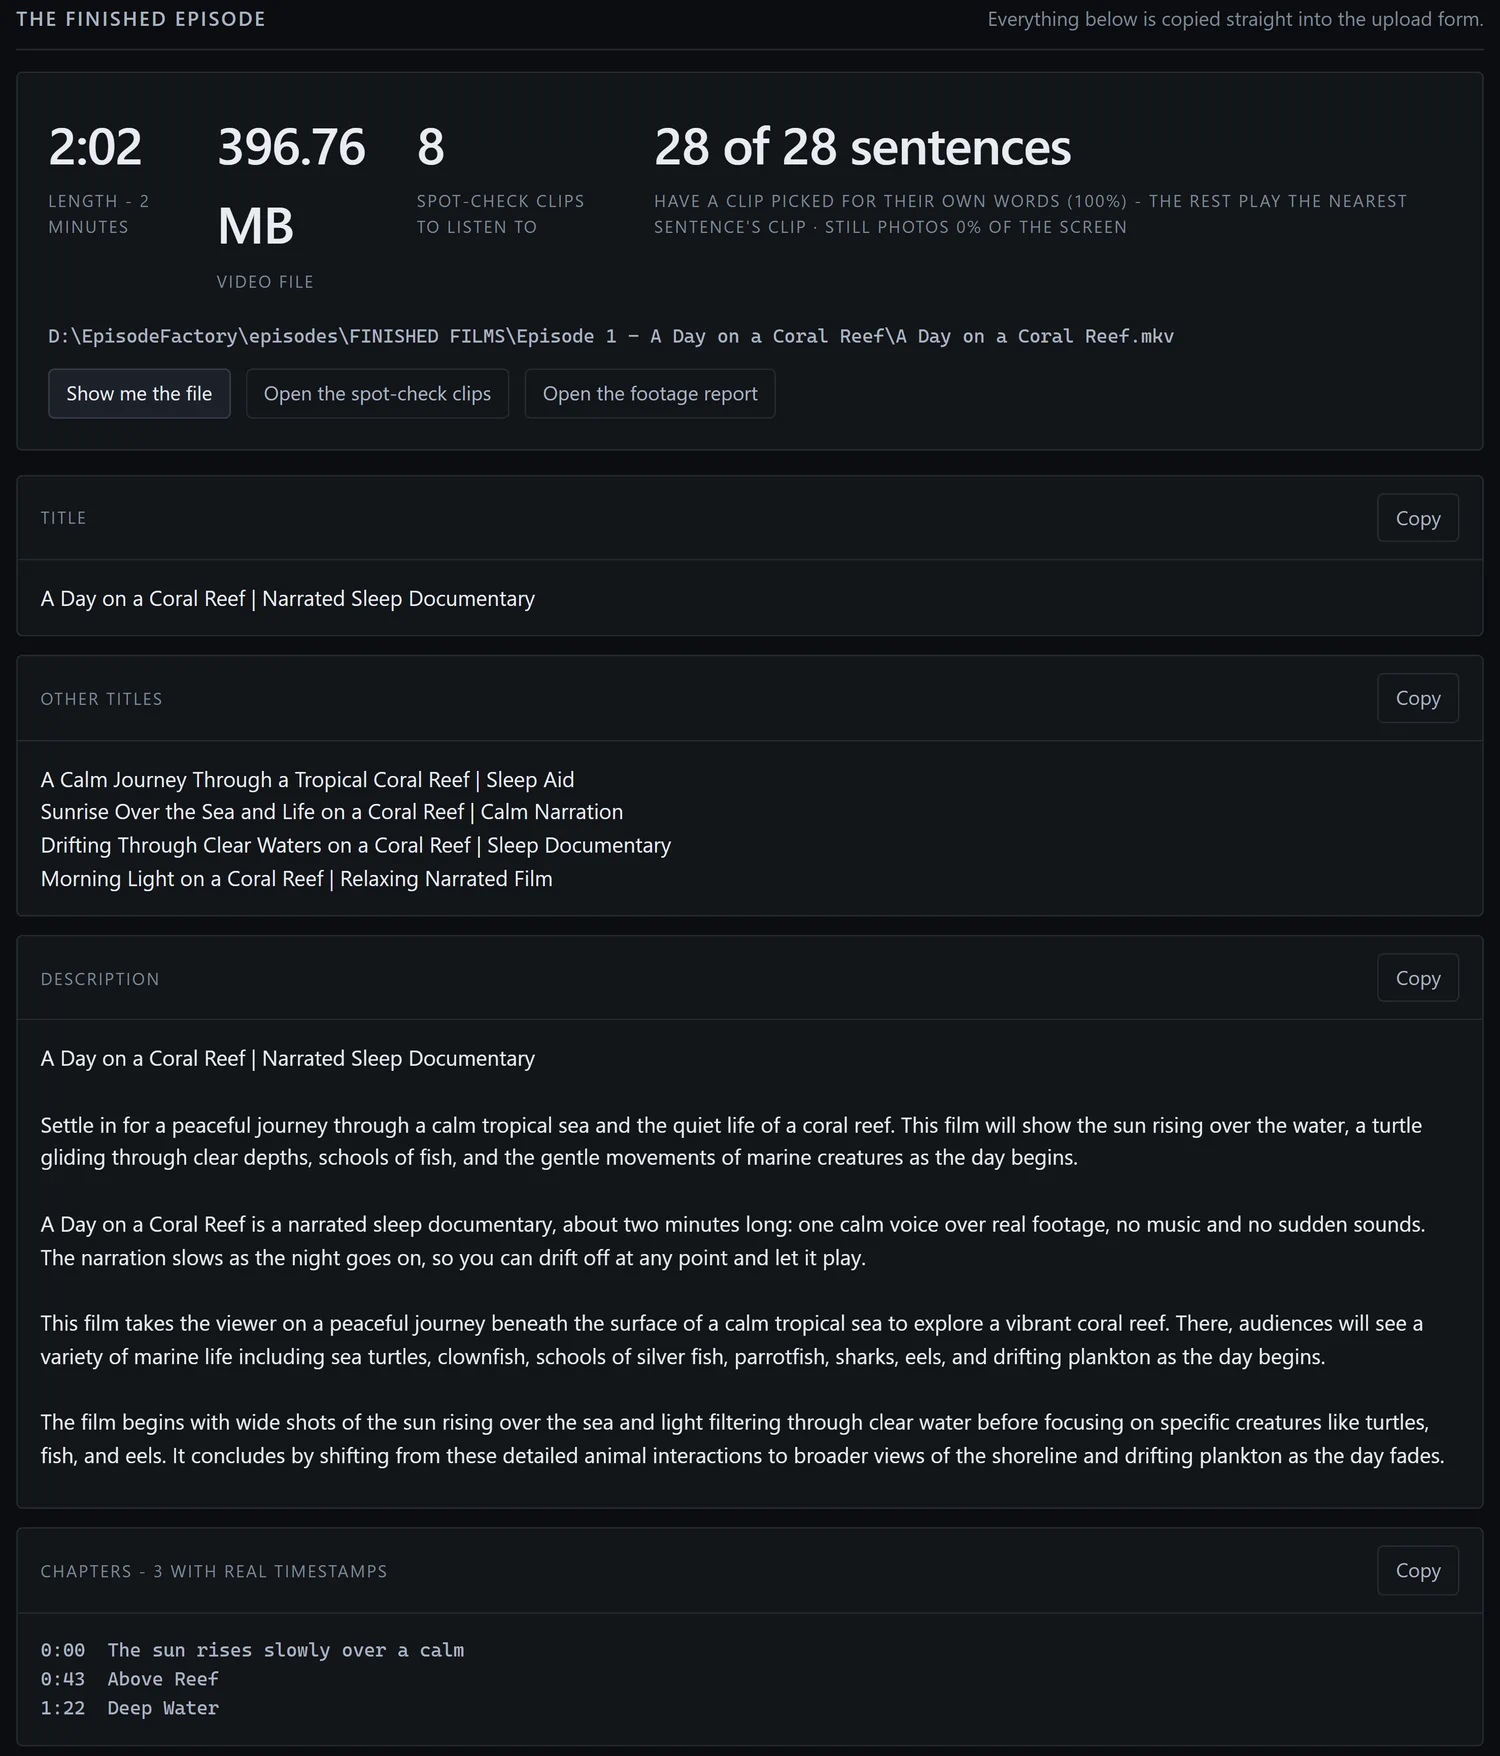 THE FINISHED EPISODE
Everything below is copied straight into the upload form.
2:02
LENGTH - 2
MINUTES
396.76
MB
VIDEO FILE
8
SPOT-CHECK CLIPS
TO LISTEN TO
28 of 28 sentences
HAVE A CLIP PICKED FOR THEIR OWN WORDS (100%) - THE REST PLAY THE NEAREST
SENTENCE'S CLIP · STILL PHOTOS 0% OF THE SCREEN
D:\EpisodeFactory\episodes\FINISHED FILMS\Episode 1 – A Day on a Coral Reef\A Day on a Coral Reef.mkv
Show me the file
Open the spot-check clips
Open the footage report
TITLE
Copy
A Day on a Coral Reef | Narrated Sleep Documentary
OTHER TITLES
Copy
A Calm Journey Through a Tropical Coral Reef | Sleep Aid
Sunrise Over the Sea and Life on a Coral Reef | Calm Narration
Drifting Through Clear Waters on a Coral Reef | Sleep Documentary
Morning Light on a Coral Reef | Relaxing Narrated Film
DESCRIPTION
Copy
A Day on a Coral Reef | Narrated Sleep Documentary
Settle in for a peaceful journey through a calm tropical sea and the quiet life of a coral reef. This film will show the sun rising over the water, a turtle
gliding through clear depths, schools of fish, and the gentle movements of marine creatures as the day begins.
A Day on a Coral Reef is a narrated sleep documentary, about two minutes long: one calm voice over real footage, no music and no sudden sounds.
The narration slows as the night goes on, so you can drift off at any point and let it play.
This film takes the viewer on a peaceful journey beneath the surface of a calm tropical sea to explore a vibrant coral reef. There, audiences will see a
variety of marine life including sea turtles, clownfish, schools of silver fish, parrotfish, sharks, eels, and drifting plankton as the day begins.
The film begins with wide shots of the sun rising over the sea and light filtering through clear water before focusing on specific creatures like turtles,
fish, and eels. It concludes by shifting from these detailed animal interactions to broader views of the shoreline and drifting plankton as the day fades.
CHAPTERS - 3 WITH REAL TIMESTAMPS
Copy
0:00 The sun rises slowly over a calm
0:43 Above Reef
1:22 Deep Water